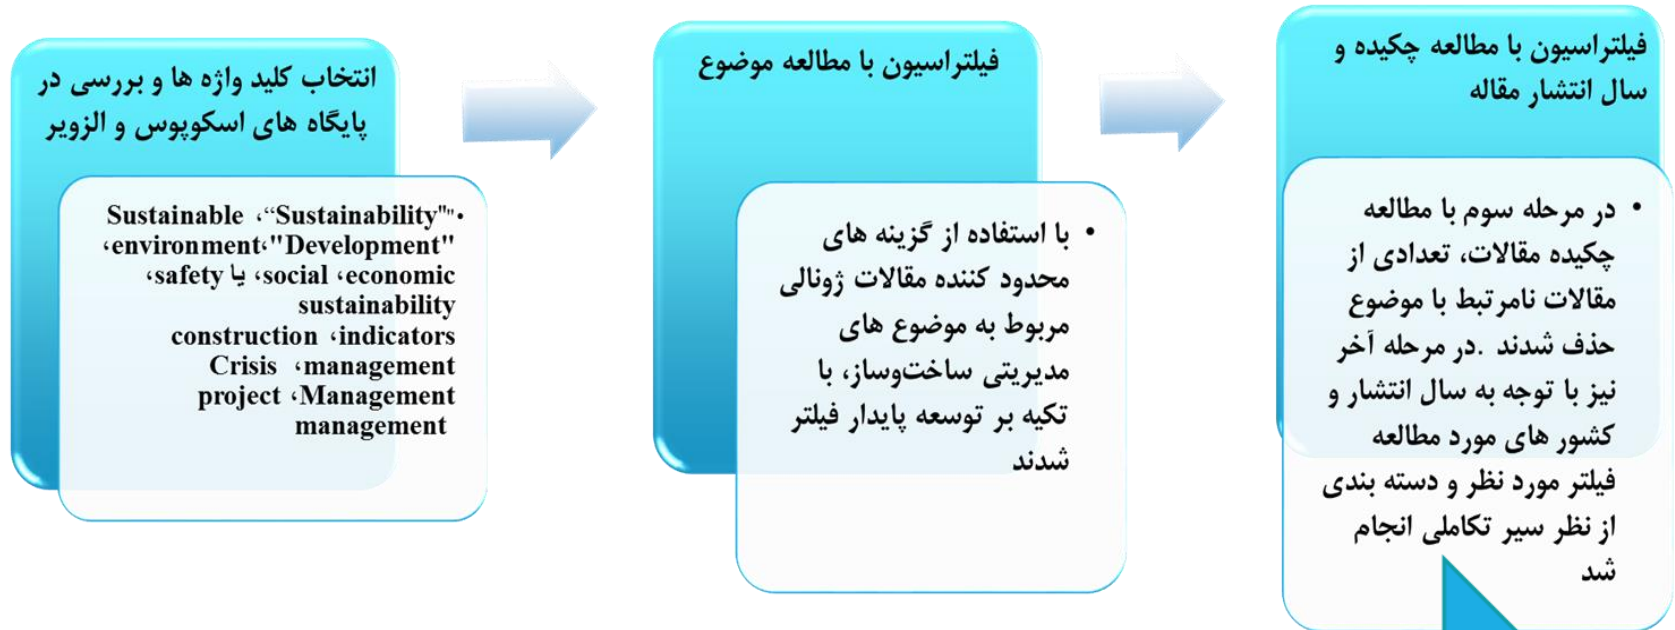 انتخاب کلید واژه ها و بررسی در
پایگاه های اسکوپوس و الزویر
•"“Sustainability”، Sustainable
Development"،"environment،
economic، social، یا safety،
sustainability
indicators، construction
management، Crisis
Management، project
management
فیلتراسیون با مطالعه موضوع
• با استفاده از گزینه های
محدود کننده مقالات ژونالی
مربوط به موضوع های
مدیریتی ساخت‌وساز، با
تکیه بر توسعه پایدار فیلتر
شدند
فیلتراسیون با مطالعه چکیده و
سال انتشار مقاله
• در مرحله سوم با مطالعه
چکیده مقالات، تعدادی از
مقالات نامرتبط با موضوع
حذف شدند .در مرحله آخر
نیز با توجه به سال انتشار و
کشور های مورد مطالعه
فیلتر مورد نظر و دسته بندی
از نظر سیر تکاملی انجام
شد